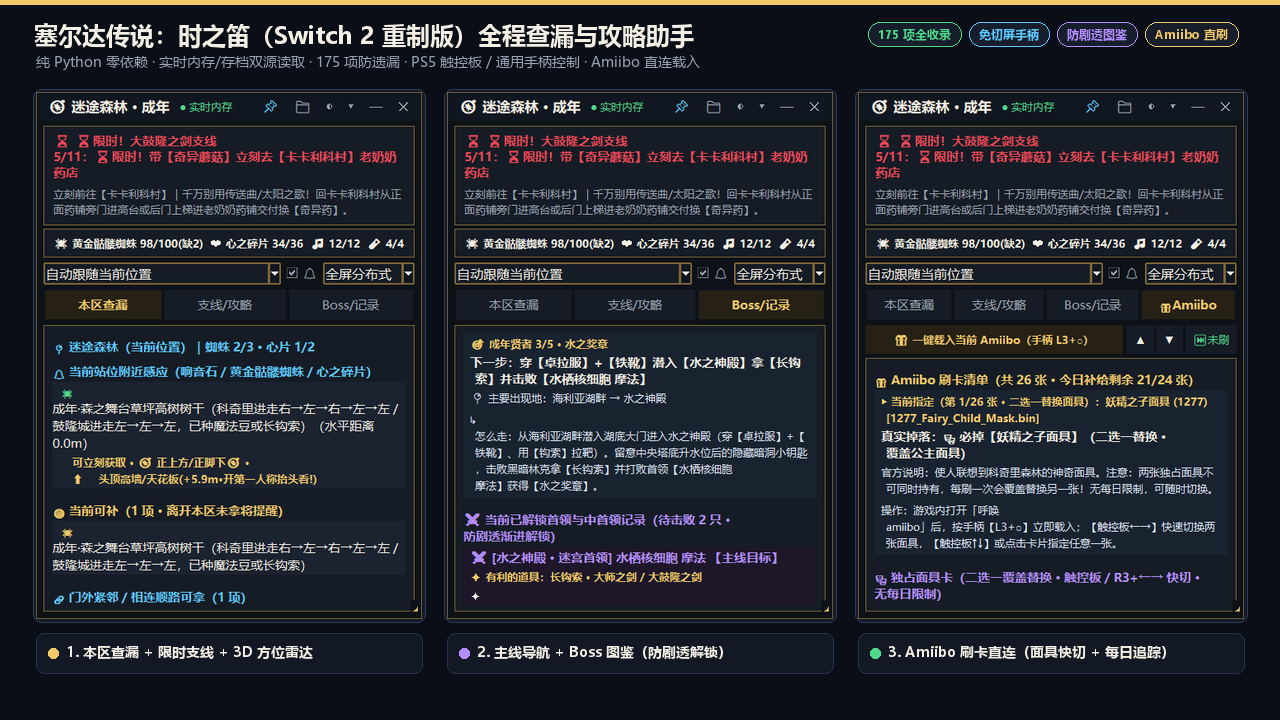 塞尔达传说：时之笛（Switch 2 重制版）全程查漏与攻略助手
纯 Python 零依赖 · 实时内存/存档双源读取 · 175 项防遗漏 · PS5 触控板 / 通用手柄控制 · Amiibo 直连载入
175 项全收录
免切屏手柄
防剧透图鉴
Amiibo 直刷
迷途森林 • 成年
● 实时内存
限时！大鼓隆之剑支线
5/11： 限时！带【奇异蘑菇】立刻去【卡卡利科村】老奶奶
药店
立刻前往【卡卡利科村】｜千万别用传送曲/太阳之歌！回卡卡利科村从正
面药铺旁门进高台或后门上梯进老奶奶药铺交付换【奇异药】。
黄金骷髅蜘蛛 98/100(缺2) ❤ 心之碎片 34/36 12/12 4/4
自动跟随当前位置
全屏分布式
本区查漏
支线/攻略
Boss/记录
迷途森林（当前位置）｜蜘蛛 2/3 • 心片 1/2
当前站位附近感应（响音石 / 黄金骷髅蜘蛛 / 心之碎片）
成年·森之舞台草坪高树树干（科奇里进走右→左→右→左→左 /
鼓隆城进走左→左→左，已种魔法豆或长钩索）（水平距离
0.0m）
可立刻获取 • 正上方/正脚下 •
⬆ 头顶高墙/天花板(+5.9m•开第一人称抬头看!)
当前可补（1 项 • 离开本区未拿将提醒）
成年·森之舞台草坪高树树干（科奇里进走右→左→右→左→左 /
鼓隆城进走左→左→左，已种魔法豆或长钩索）
门外紧邻 / 相连顺路可拿（1 项）
迷途森林 • 成年
● 实时内存
限时！大鼓隆之剑支线
5/11： 限时！带【奇异蘑菇】立刻去【卡卡利科村】老奶奶
药店
立刻前往【卡卡利科村】｜千万别用传送曲/太阳之歌！回卡卡利科村从正
面药铺旁门进高台或后门上梯进老奶奶药铺交付换【奇异药】。
黄金骷髅蜘蛛 98/100(缺2) ❤ 心之碎片 34/36 12/12 4/4
自动跟随当前位置
全屏分布式
本区查漏
支线/攻略
Boss/记录
成年贤者 3/5 • 水之奖章
下一步：穿【卓拉服】+【铁靴】潜入【水之神殿】拿【长钩
索】并击败【水栖核细胞 摩法】
主要出现地：海利亚湖畔 → 水之神殿
↳
怎么走：从海利亚湖畔潜入湖底大门进入水之神殿（穿【卓拉服】+【
铁靴】、用【钩索】拉靶）。留意中央塔底升水位后的隐藏暗洞小钥匙
，击败黑暗林克拿【长钩索】并打败首领【水栖核细胞
摩法】获得【水之奖章】。
当前已解锁首领与中首领记录（待击败 2 只 •
防剧透渐进解锁）
[水之神殿 • 迷宫首领] 水栖核细胞 摩法 【主线目标】
✦ 有利的道具：长钩索 • 大师之剑 / 大鼓隆之剑
✦
迷途森林 • 成年
● 实时内存
限时！大鼓隆之剑支线
5/11： 限时！带【奇异蘑菇】立刻去【卡卡利科村】老奶奶
药店
立刻前往【卡卡利科村】｜千万别用传送曲/太阳之歌！回卡卡利科村从正
面药铺旁门进高台或后门上梯进老奶奶药铺交付换【奇异药】。
黄金骷髅蜘蛛 98/100(缺2) ❤ 心之碎片 34/36 12/12 4/4
自动跟随当前位置
全屏分布式
本区查漏
支线/攻略
Boss/记录
Amiibo
一键载入当前 Amiibo（手柄 L3+○）
▲
▼
未刷
Amiibo 刷卡清单（共 26 张 • 今日补给剩余 21/24 张）
▸ 当前指定（第 1/26 张 • 二选一替换面具）：妖精之子面具 (1277)
[1277_Fairy_Child_Mask.bin]
真实掉落： 必掉【妖精之子面具】（二选一替换 •
覆盖公主面具）
官方说明：使人联想到科奇里森林的神奇面具。注意：两张独占面具不
可同时持有，每刷一次会覆盖替换另一张！无每日限制，可随时切换。
操作：游戏内打开「呼唤
amiibo」后，按手柄【L3+○】立即载入；【触控板←→】快速切换两
张面具，【触控板↑↓】或点击卡片指定任意一张。
独占面具卡（二选一覆盖替换 • 触控板 / R3+←→ 快切 •
无每日限制）
1. 本区查漏 + 限时支线 + 3D 方位雷达
2. 主线导航 + Boss 图鉴（防剧透解锁）
3. Amiibo 刷卡直连（面具快切 + 每日追踪）